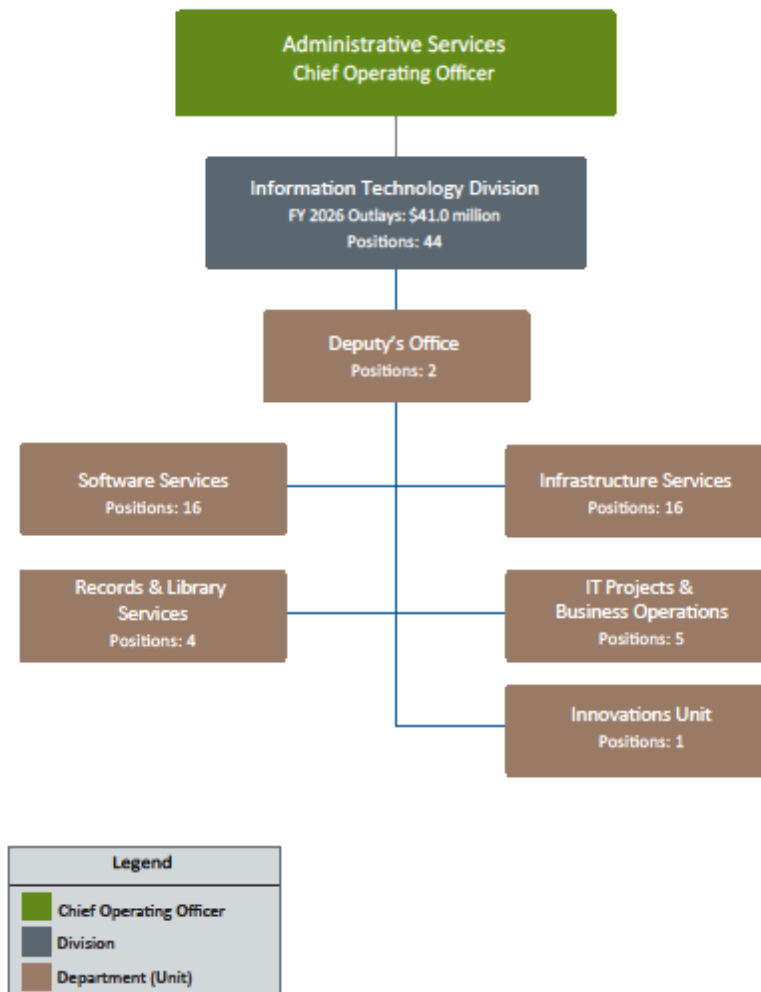 Administrative Services
Chief Operating Officer
Information Technology Division
FY 2026 Outlays: $41.0 million
Positions: 44
Deputy's Office
Positions: 2
Software Services
Positions: 16
Infrastructure Services
Positions: 16
Records & Library
Services
Positions: 4
IT Projects &
Business Operations
Positions: 5
Innovations Unit
Positions: 1
Legend
Chief Operating Officer
Division
Department (Unit)